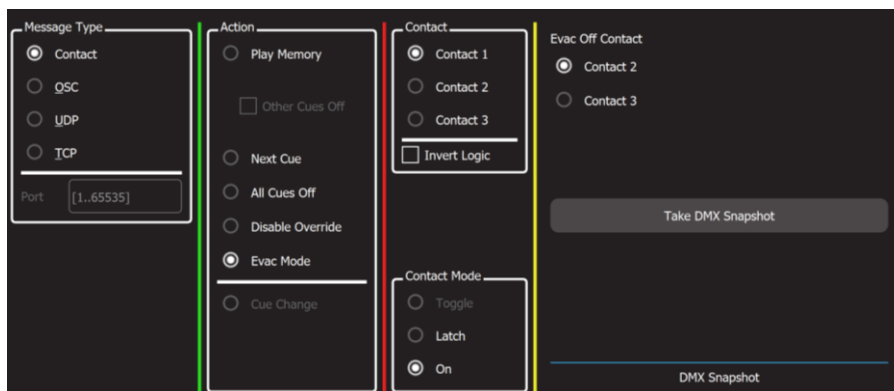 Message Type
Contact
OSC
UDP
TCP
Port [1..65535]
Action
Play Memory
Other Cues Off
Next Cue
All Cues Off
Disable Override
Evac Mode
Cue Change
Contact
Contact 1
Contact 2
Contact 3
Invert Logic
Contact Mode
Toggle
Latch
On
Evac Off Contact
Contact 2
Contact 3
Take DMX Snapshot
DMX Snapshot